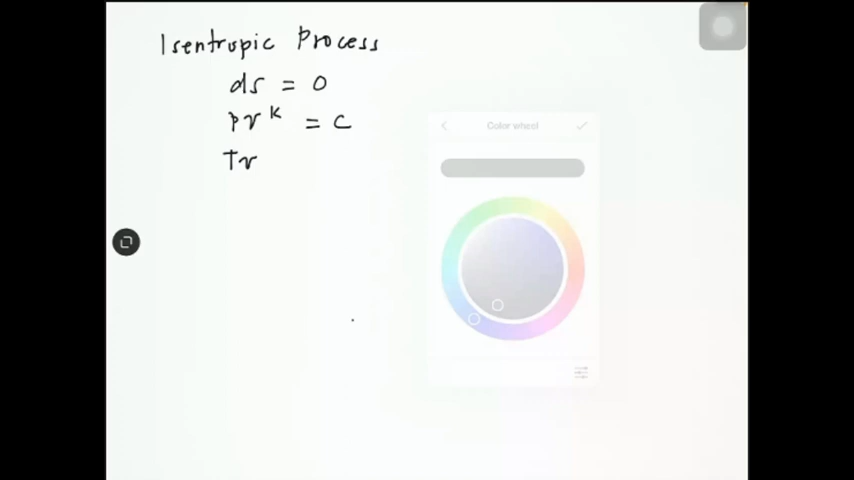 Isentropic Process
ds = 0
pv^k = c
Tv
Color wheel